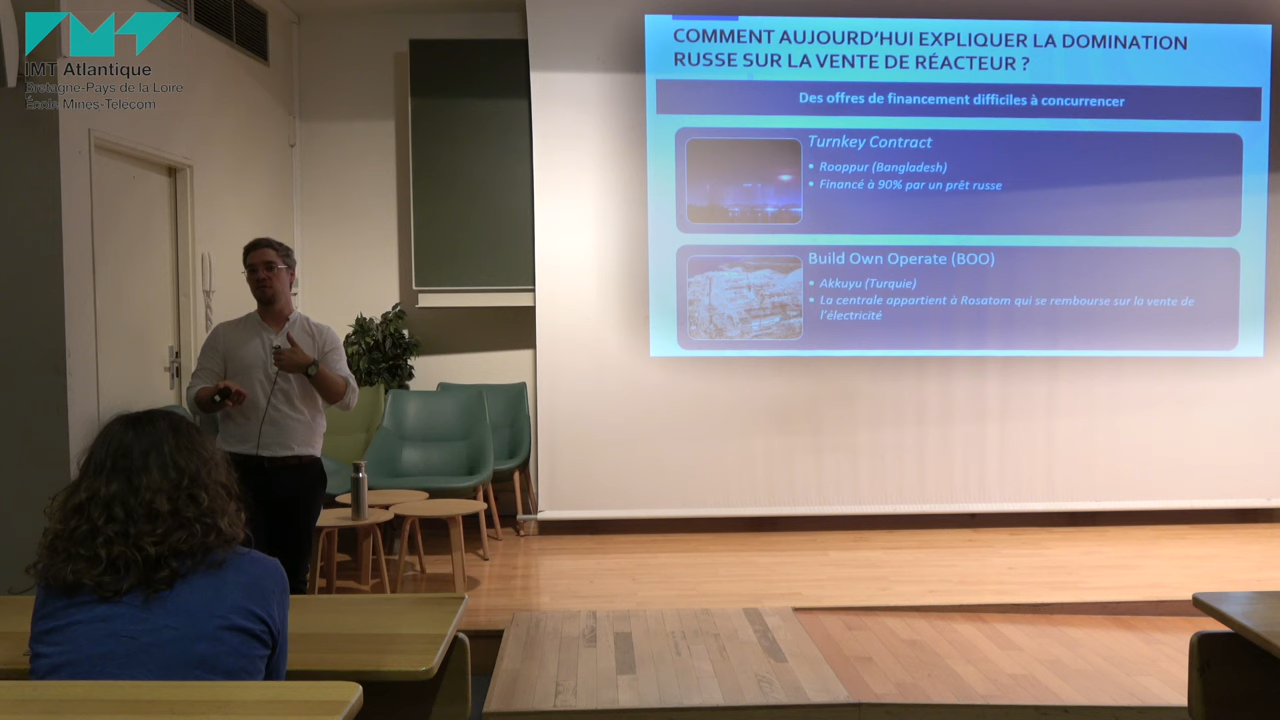 IMT Atlantique
Bretagne-Pays de la Loire
École Mines-Telecom
COMMENT AUJOURD'HUI EXPLIQUER LA DOMINATION
RUSSE SUR LA VENTE DE RÉACTEUR ?
Des offres de financement difficiles à concurrencer
Turnkey Contract
• Rooppur (Bangladesh)
• Financé à 90% par un prêt russe
Build Own Operate (BOO)
• Akkuyu (Turquie)
• La centrale appartient à Rosatom qui se rembourse sur la vente de
l'électricité